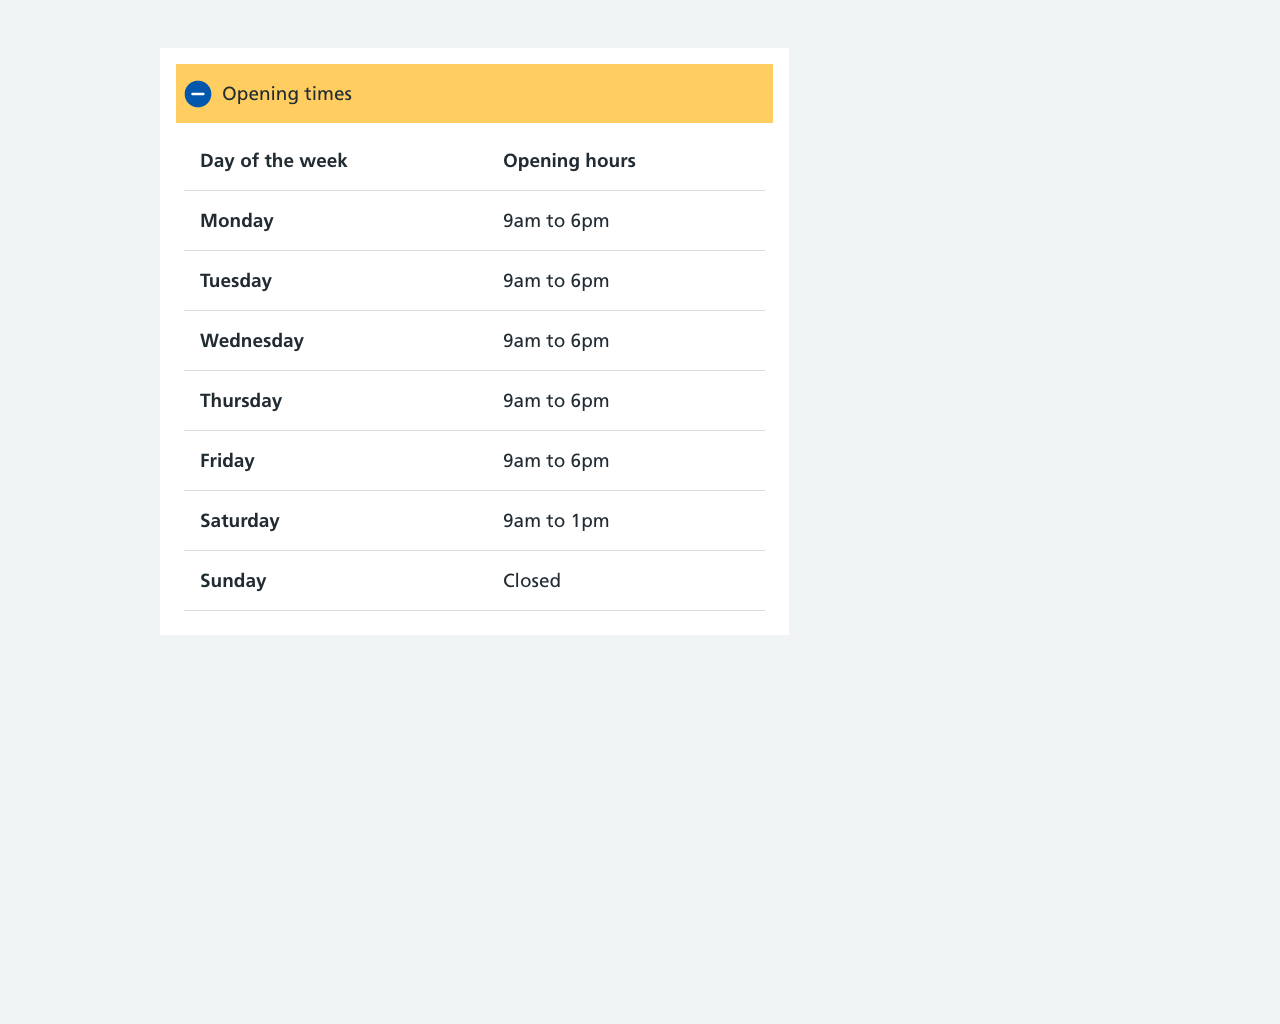 Opening times
Day of the week Opening hours
Monday 9am to 6pm
Tuesday 9am to 6pm
Wednesday 9am to 6pm
Thursday 9am to 6pm
Friday 9am to 6pm
Saturday 9am to 1pm
Sunday Closed